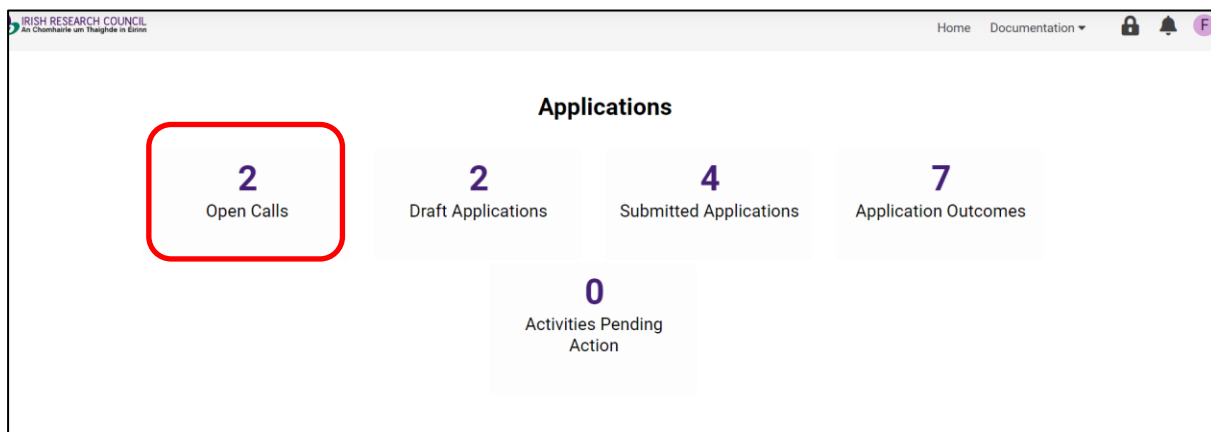 IRISH RESEARCH COUNCIL
An Chomhairle um Thaighde in Éirinn
Home Documentation
F
Applications
2
Open Calls
2
Draft Applications
4
Submitted Applications
7
Application Outcomes
0
Activities Pending
Action